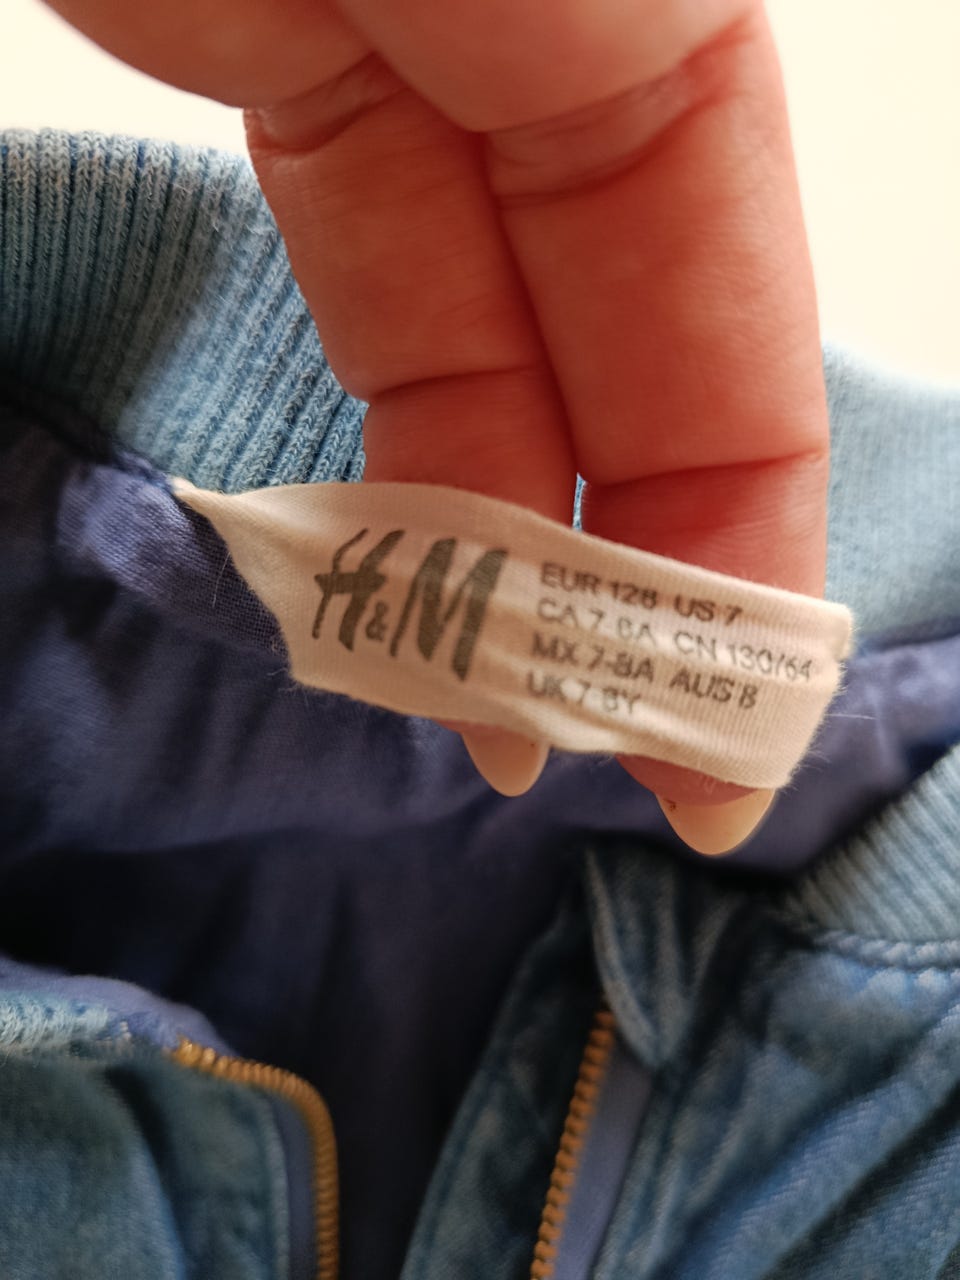 H&M
EUR 128 US 7
CA 7-8A CN 130/64
MX 7-8A AUS 8
UK 7-8Y